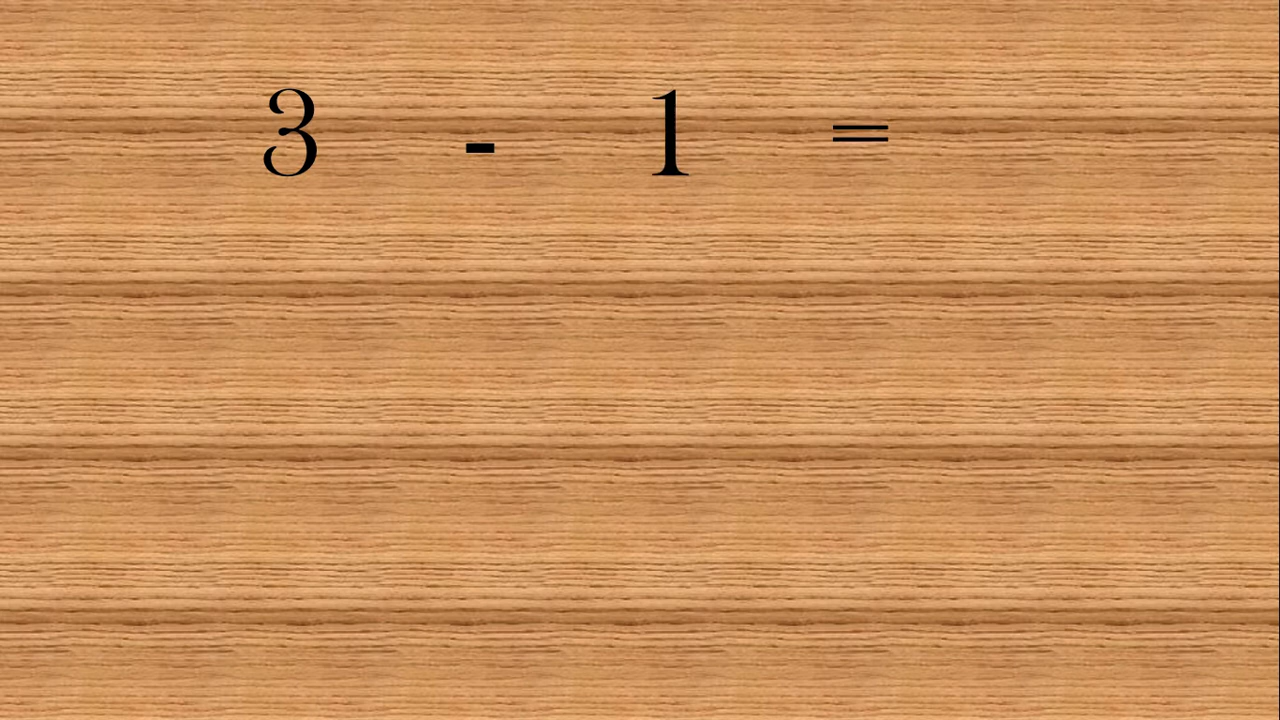 3 - 1 =